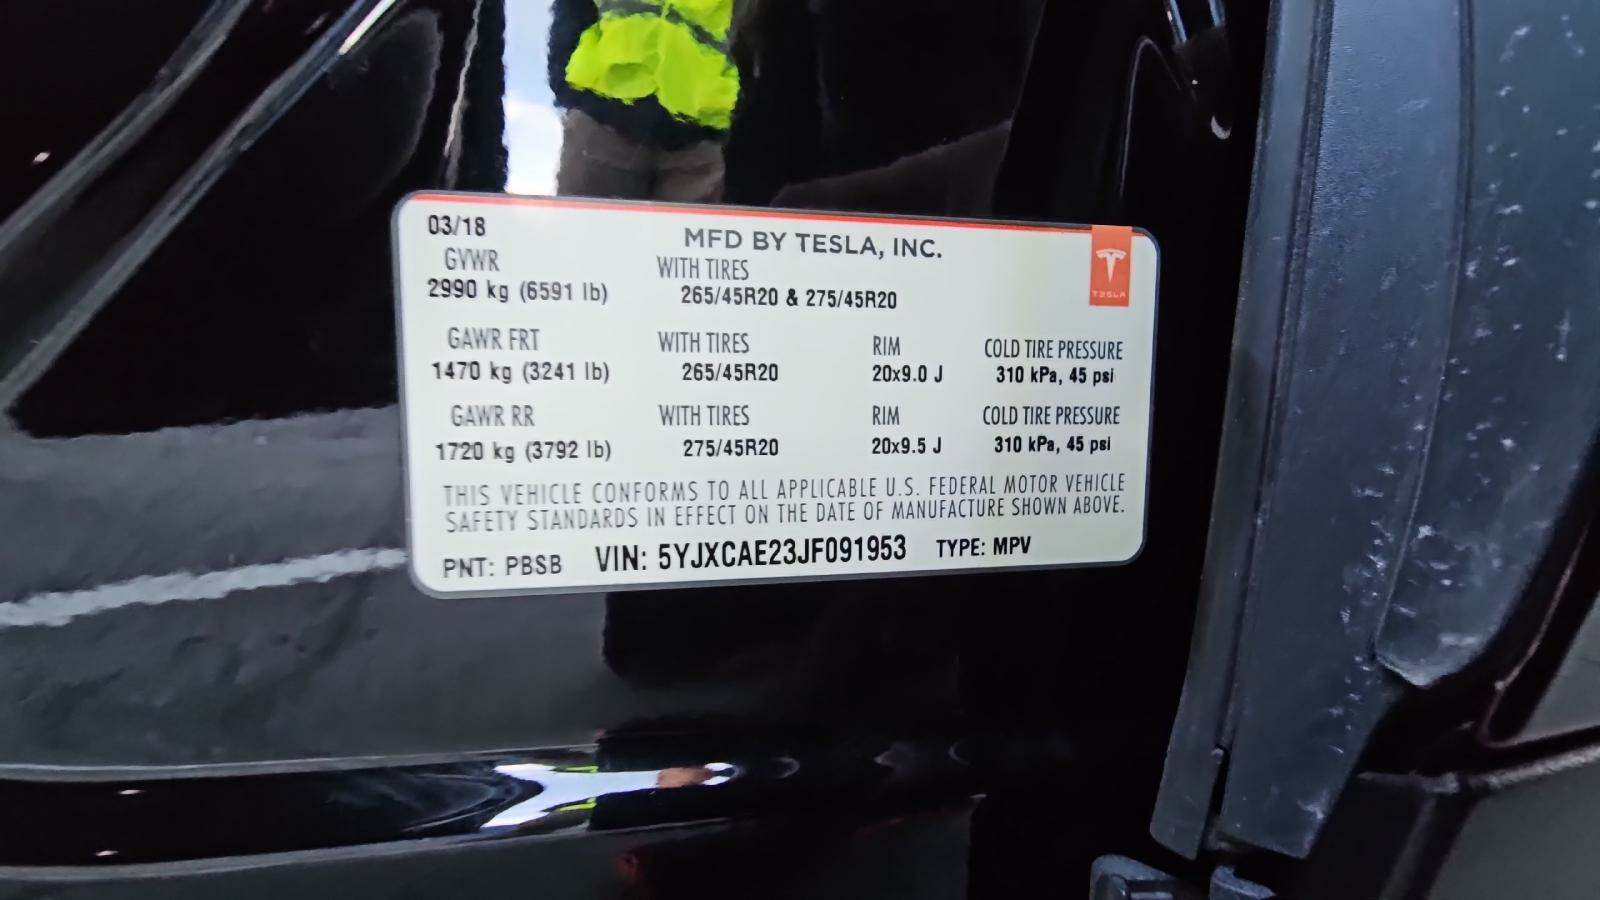 03/18
MFD BY TESLA, INC.
GVWR WITH TIRES
2990 kg (6591 lb) 265/45R20 & 275/45R20
TESLA
GAWR FRT WITH TIRES RIM COLD TIRE PRESSURE
1470 kg (3241 lb) 265/45R20 20x9.0 J 310 kPa, 45 psi
GAWR RR WITH TIRES RIM COLD TIRE PRESSURE
1720 kg (3792 lb) 275/45R20 20x9.5 J 310 kPa, 45 psi
THIS VEHICLE CONFORMS TO ALL APPLICABLE U.S. FEDERAL MOTOR VEHICLE
SAFETY STANDARDS IN EFFECT ON THE DATE OF MANUFACTURE SHOWN ABOVE.
PNT: PBSB VIN: 5YJXCAE23JF091953 TYPE: MPV